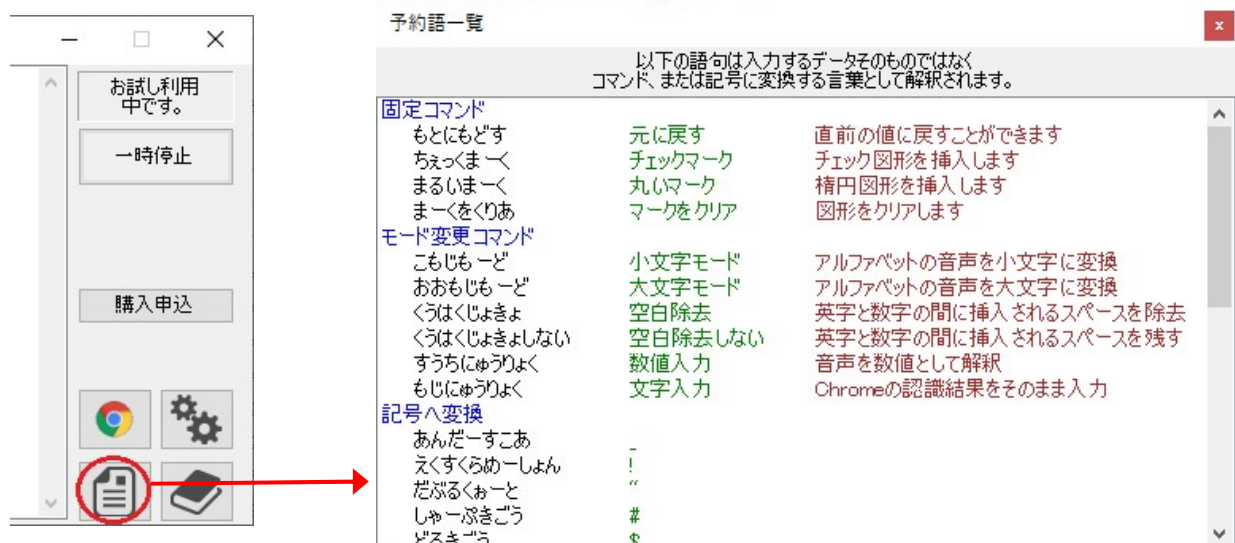 お試し利用
中です。
一時停止
購入申込
予約語一覧
以下の語句は入力するデータそのものではなく
コマンド、または記号に変換する言葉として解釈されます。
固定コマンド
もとにもどす 元に戻す 直前の値に戻すことができます
ちぇっくまーく チェックマーク チェック図形を挿入します
まるいまーく 丸いマーク 楕円図形を挿入します
まーくをくりあ マークをクリア 図形をクリアします
モード変更コマンド
こもじもーど 小文字モード アルファベットの音声を小文字に変換
おおもじもーど 大文字モード アルファベットの音声を大文字に変換
くうはくじょきょ 空白除去 英字と数字の間に挿入されるスペースを除去
くうはくじょきょしない 空白除去しない 英字と数字の間に挿入されるスペースを残す
すうちにゅうりょく 数値入力 音声を数値として解釈
もじにゅうりょく 文字入力 Chromeの認識結果をそのまま入力
記号へ変換
あんだーすこあ _
えくすくらめーしょん !
だぶるくぉーと “
しゃーぷきごう #
どるきごう $